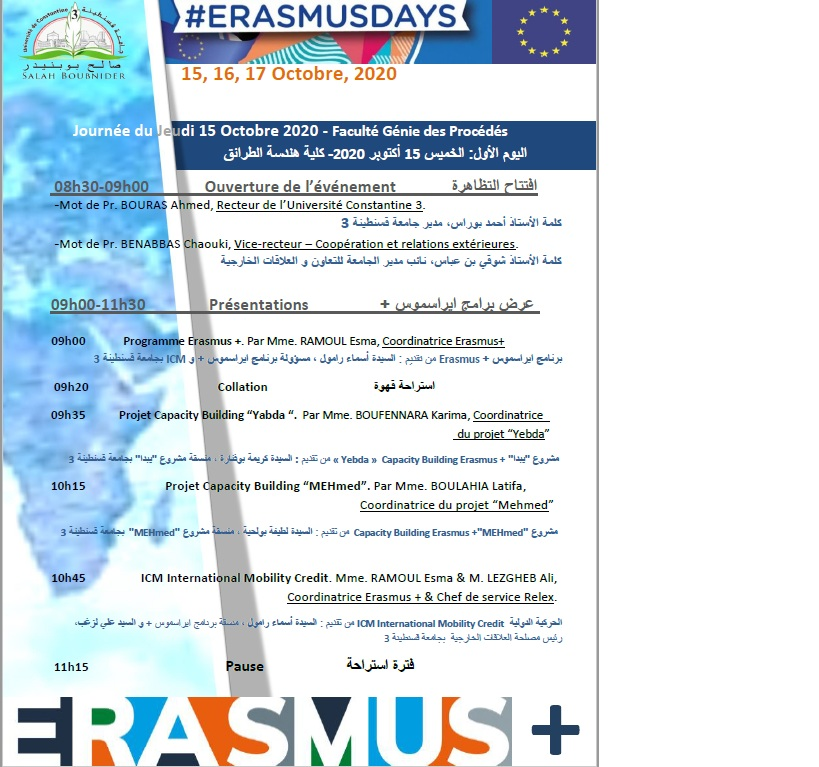 Université de Constantine 3
جامعة قسنطينة
صالح بوبنيدر
SALAH BOUBNIDER
#ERASMUSDAYS
15, 16, 17 Octobre, 2020
Journée du Jeudi 15 Octobre 2020 - Faculté Génie des Procédés
اليوم الأول: الخميس 15 أكتوبر 2020- كلية هندسة الطرائق
08h30-09h00 Ouverture de l’événement افتتاح التظاهرة
-Mot de Pr. BOURAS Ahmed, Recteur de l’Université Constantine 3.
كلمة الأستاذ أحمد بوراس، مدير جامعة قسنطينة 3
-Mot de Pr. BENABBAS Chaouki, Vice-recteur – Coopération et relations extérieures.
كلمة الأستاذ شوقي بن عباس، نائب مدير الجامعة للتعاون و العلاقات الخارجية
09h00-11h30 Présentations عرض برامج ايراسموس +
09h00 Programme Erasmus +. Par Mme. RAMOUL Esma, Coordinatrice Erasmus+
برنامج ايراسموس + Erasmus من تقديم : السيدة أسماء رامول ، مسؤولة برنامج ايراسموس + و ICM بجامعة قسنطينة 3
09h20 Collation استراحة قهوة
09h35 Projet Capacity Building “Yabda “. Par Mme. BOUFENNARA Karima, Coordinatrice
du projet “Yebda”
مشروع "يبدا" + Capacity Building Erasmus « Yebda » من تقديم : السيدة كريمة بوفنارة ، منسقة مشروع "يبدا" بجامعة قسنطينة 3
10h15 Projet Capacity Building “MEHmed”. Par Mme. BOULAHIA Latifa,
Coordinatrice du projet “Mehmed”
مشروع "MEHmed"+ Capacity Building Erasmus من تقديم : السيدة لطيفة بولحية ، منسقة مشروع "MEHmed" بجامعة قسنطينة 3
10h45 ICM International Mobility Credit. Mme. RAMOUL Esma & M. LEZGHEB Ali,
Coordinatrice Erasmus + & Chef de service Relex.
الحركية الدولية ICM International Mobility Credit من تقديم : السيدة أسماء رامول ، منسقة برنامج ايراسموس + و السيد علي لزغب،
رئيس مصلحة العلاقات الخارجية بجامعة قسنطينة 3
11h15 Pause فترة استراحة
ERASMUS +